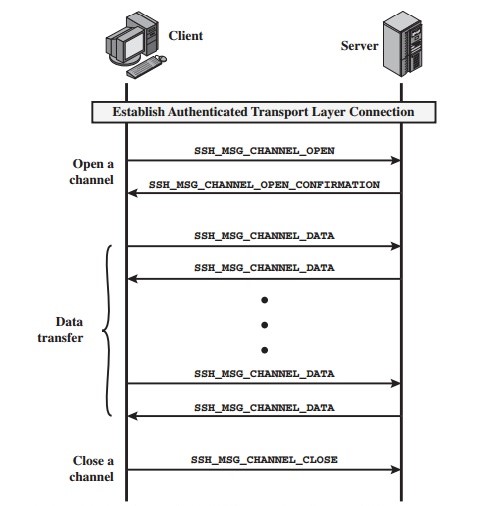 Client
Server
Establish Authenticated Transport Layer Connection
SSH_MSG_CHANNEL_OPEN
Open a
channel
SSH_MSG_CHANNEL_OPEN_CONFIRMATION
SSH_MSG_CHANNEL_DATA
SSH_MSG_CHANNEL_DATA
Data
transfer
SSH_MSG_CHANNEL_DATA
SSH_MSG_CHANNEL_DATA
Close a
channel
SSH_MSG_CHANNEL_CLOSE